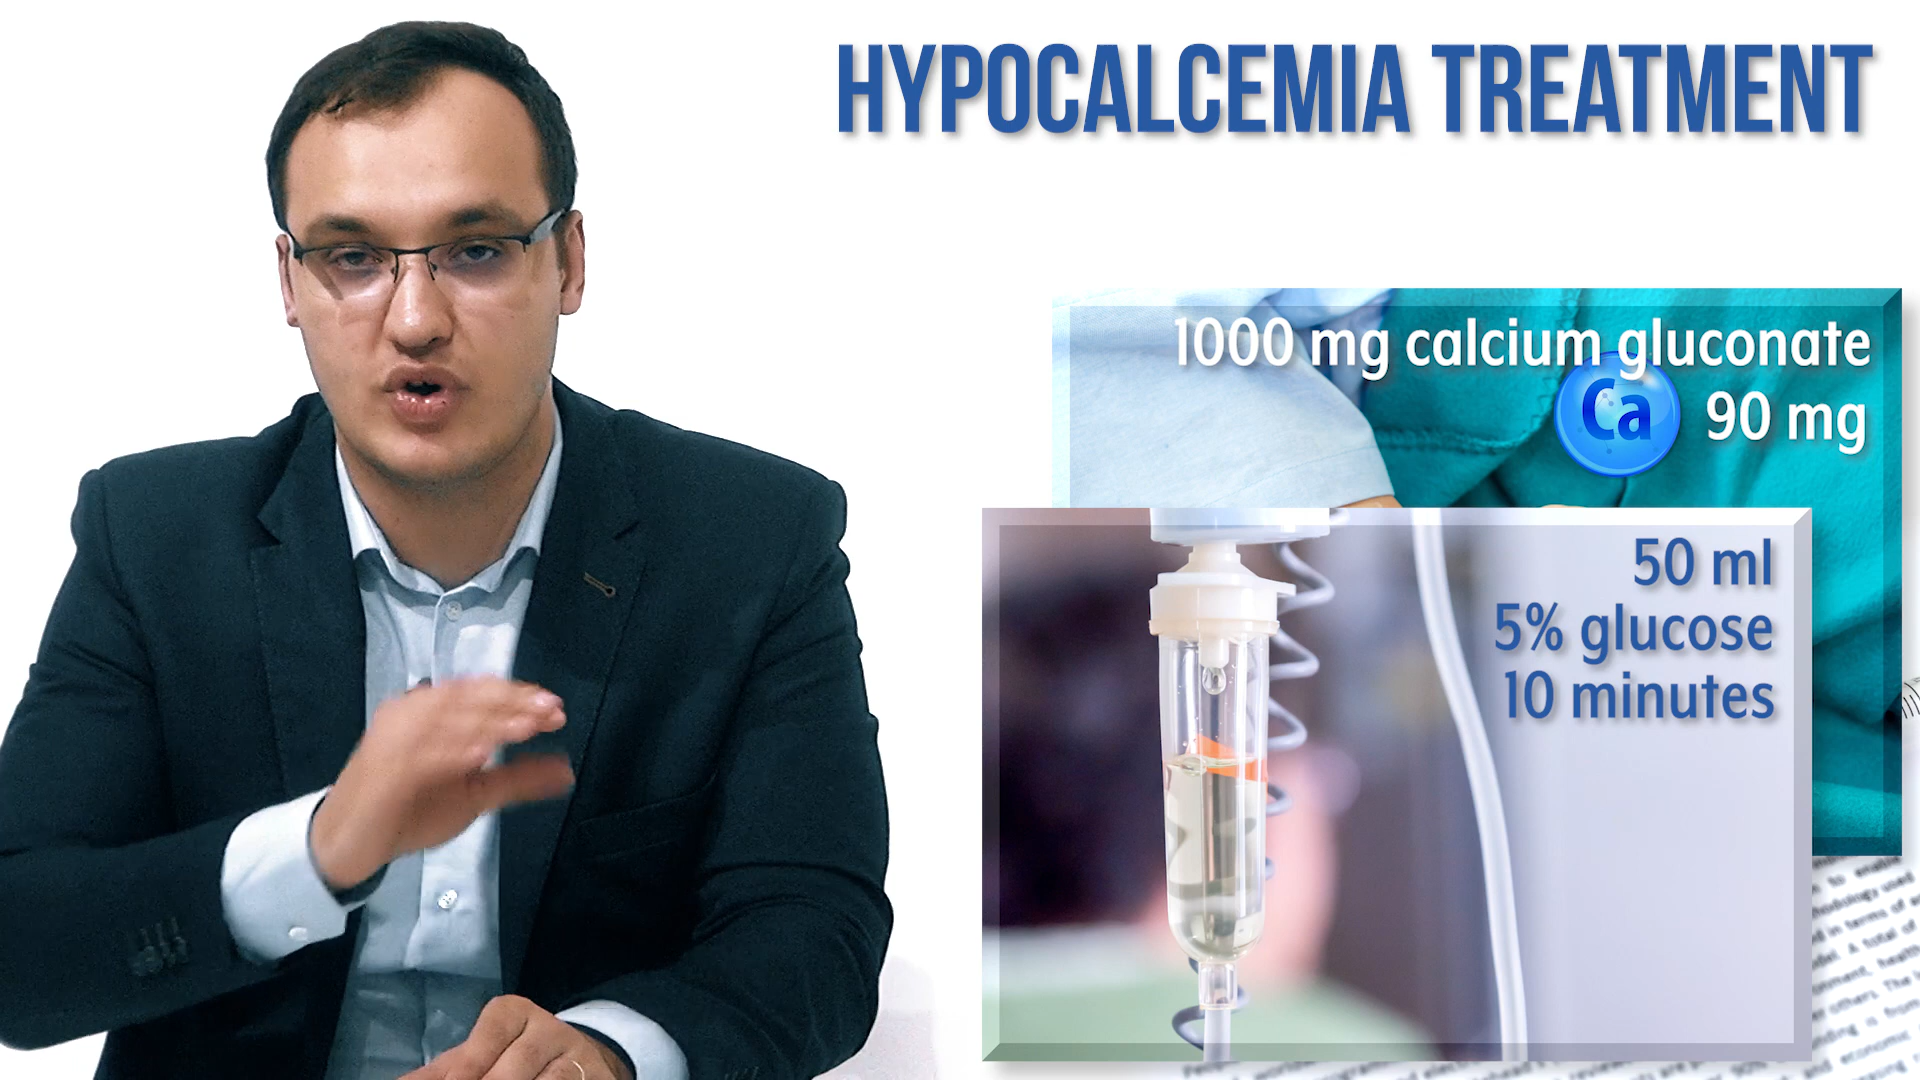 HYPOCALCEMIA TREATMENT
1000 mg calcium gluconate
Ca 90 mg
50 ml
5% glucose
10 minutes